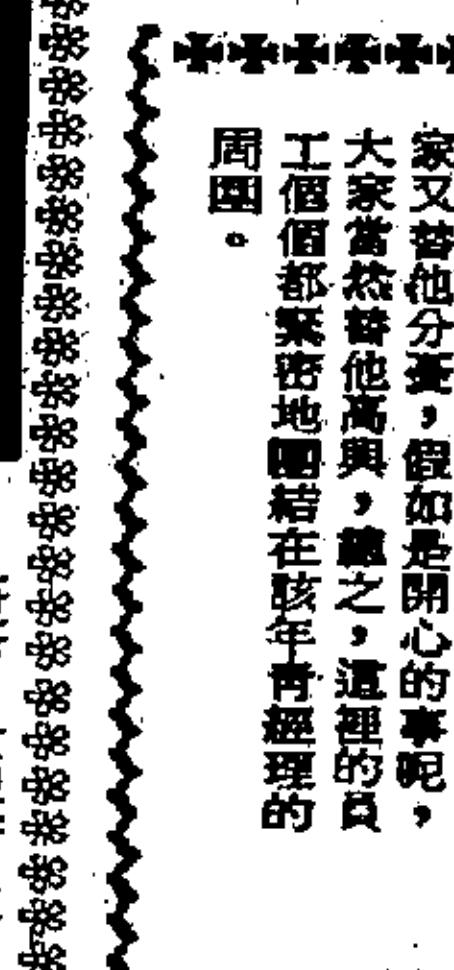 家又替他分憂，假如是開心的事呢，
大家當然替他高興，總之，這裡的員
工個個都緊密地團結在該年青經理的
周圍。